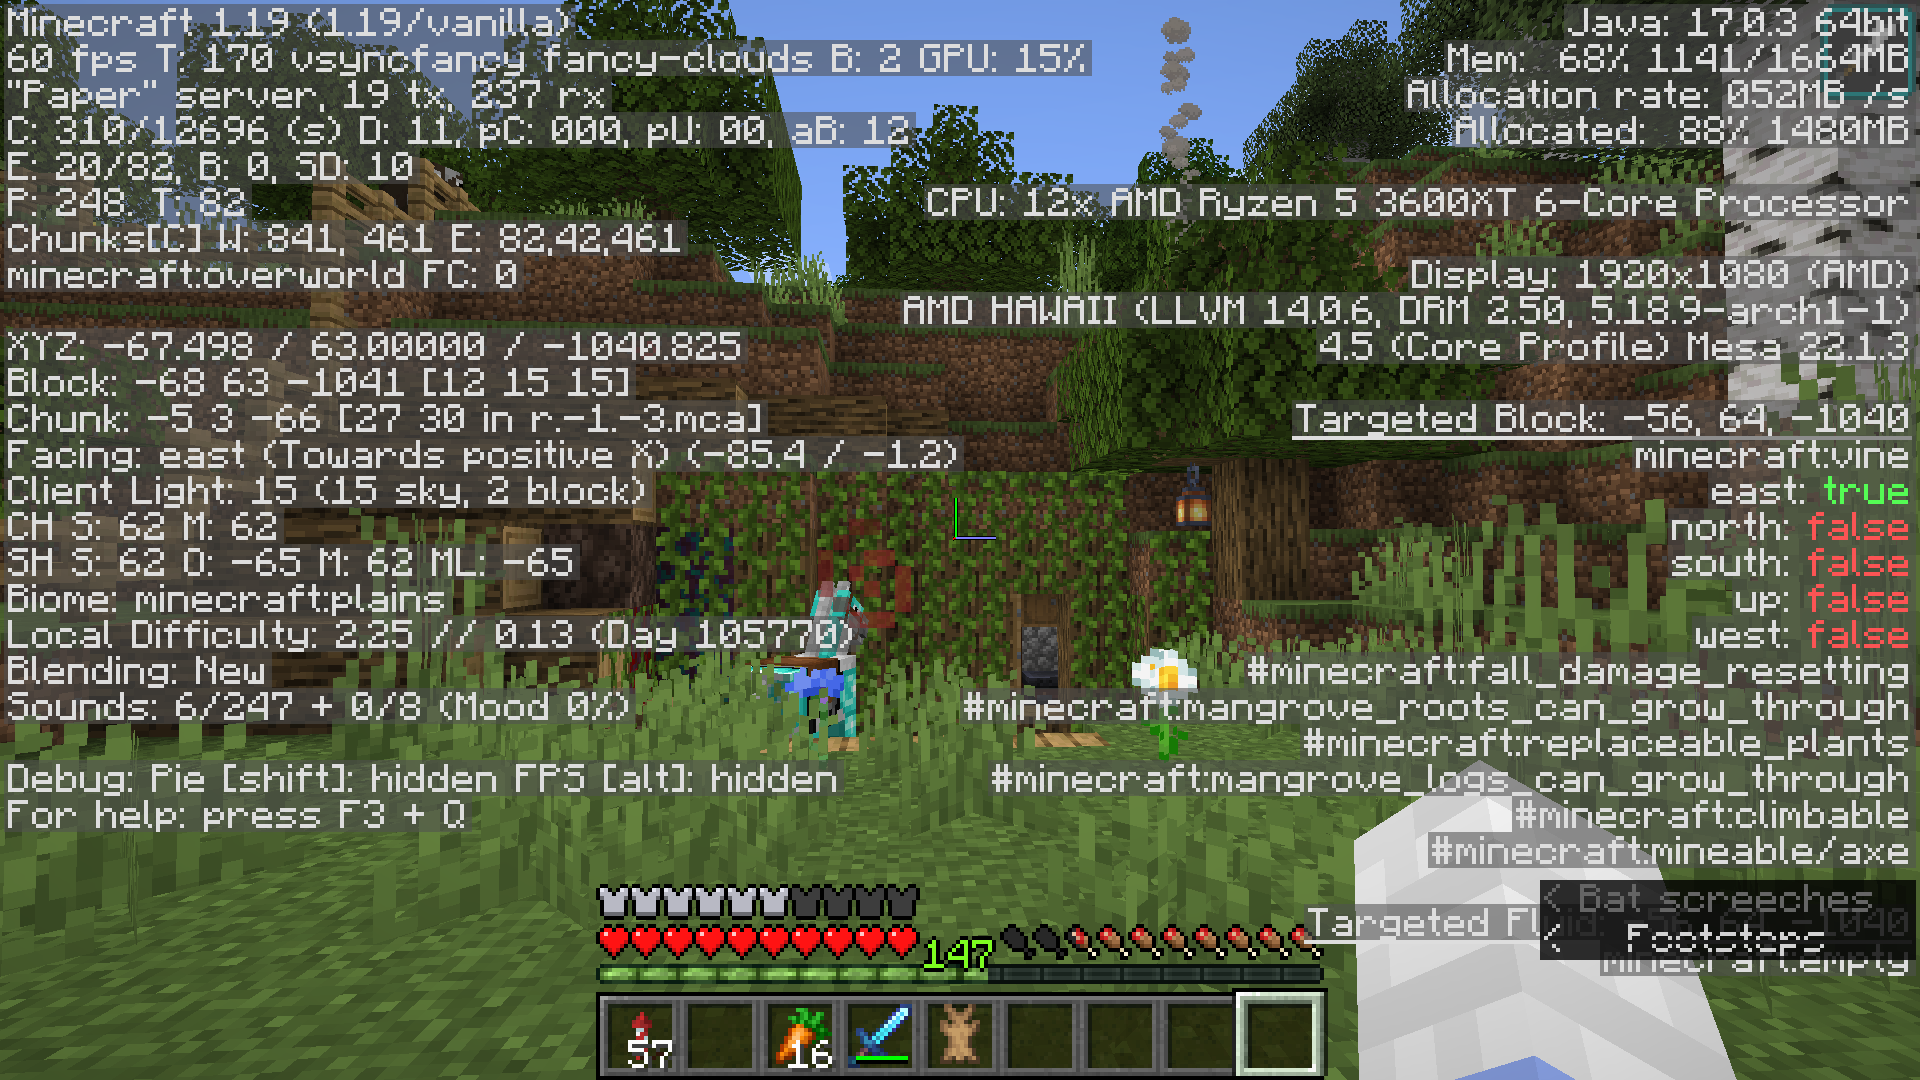 Minecraft 1.19 (1.19/vanilla)
60 fps T: 170 vsyncfancy fancy-clouds B: 2 GPU: 15%
"Paper" server, 19 tx, 337 rx
C: 310/12696 (s) D: 11, pC: 000, pU: 00, aB: 12
E: 20/82, B: 0, SD: 10
P: 248. T: 82
Chunks[C] W: 841, 461 E: 82,42,461
minecraft:overworld FC: 0
XYZ: -67.498 / 63.00000 / -1040.825
Block: -68 63 -1041 [12 15 15]
Chunk: -5 3 -66 [27 30 in r.-1.-3.mca]
Facing: east (Towards positive X) (-85.4 / -1.2)
Client Light: 15 (15 sky, 2 block)
CH S: 62 M: 62
SH S: 62 O: -65 M: 62 ML: -65
Biome: minecraft:plains
Local Difficulty: 2.25 // 0.13 (Day 105770)
Blending: New
Sounds: 6/247 + 0/8 (Mood 0%)
Debug: Pie [shift]: hidden FPS [alt]: hidden
For help: press F3 + Q
Java: 17.0.3 64bit
Mem: 68% 1141/1664MB
Allocation rate: 052MB /s
Allocated: 88% 1480MB
CPU: 12x AMD Ryzen 5 3600XT 6-Core Processor
Display: 1920x1080 (AMD)
AMD HAWAII (LLVM 14.0.6, DRM 2.50, 5.18.9-arch1-1)
4.5 (Core Profile) Mesa 22.1.3
Targeted Block: -56, 64, -1040
minecraft:vine
east: true
north: false
south: false
up: false
west: false
#minecraft:fall_damage_resetting
#minecraft:mangrove_roots_can_grow_through
#minecraft:replaceable_plants
#minecraft:mangrove_logs_can_grow_through
#minecraft:climbable
#minecraft:mineable/axe
< Bat screeches
Targeted -1040
< Footsteps
minecraft:empty
147
57
16